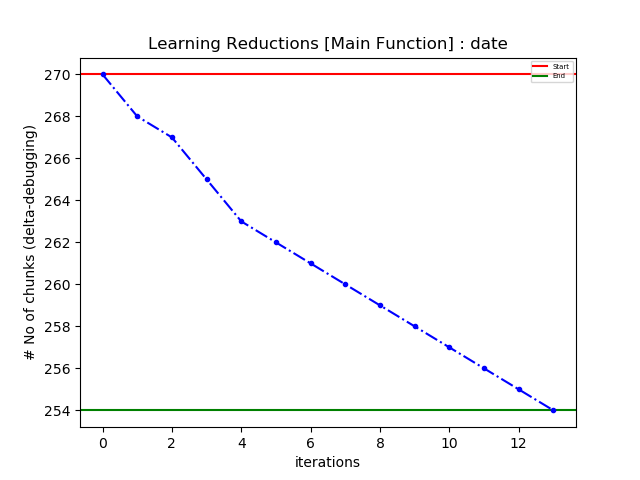 Learning Reductions [Main Function] : date
# No of chunks (delta-debugging)
270
268
266
264
262
260
258
256
254
Start
End
0 2 4 6 8 10 12
iterations